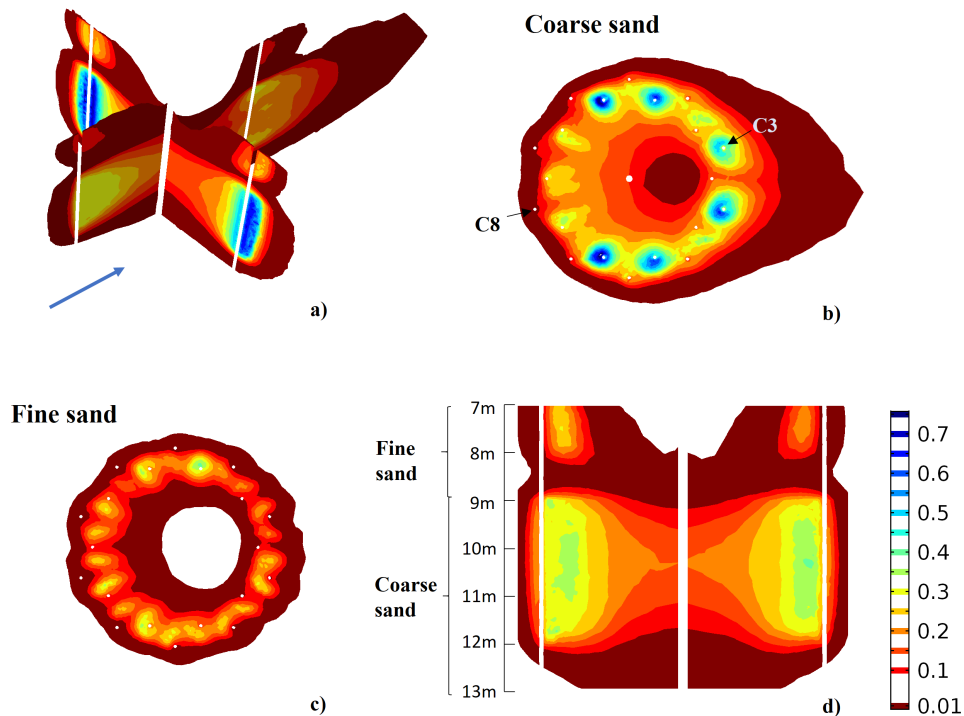 Coarse sand
a)
C3
C8
b)
Fine sand
c)
Fine
sand
Coarse
sand
7m
8m
9m
10m
11m
12m
13m
d)
0.7
0.6
0.5
0.4
0.3
0.2
0.1
0.01